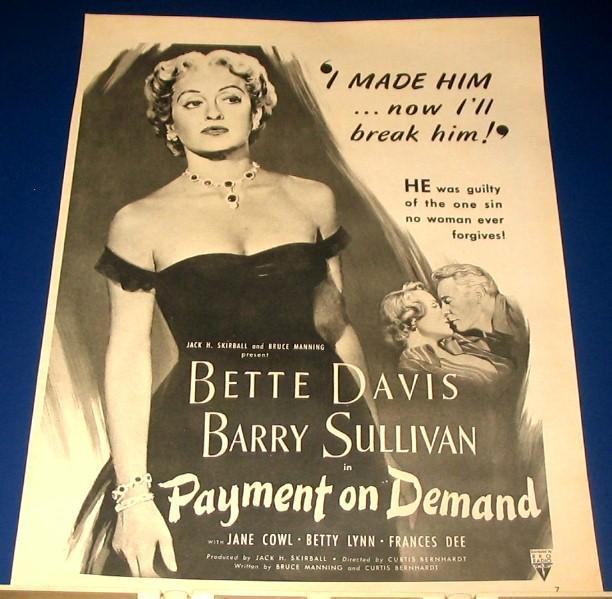 'I MADE HIM
...now I'll
break him!'
HE was guilty
of the one sin
no woman ever
forgives!
JACK H. SKIRBALL and BRUCE MANNING
present
BETTE DAVIS
BARRY SULLIVAN
in
Payment on Demand
WITH JANE COWL · BETTY LYNN · FRANCES DEE
Produced by JACK H. SKIRBALL · Directed by CURTIS BERNHARDT
Written by BRUCE MANNING and CURTIS BERNHARDT
RKO
RADIO
7